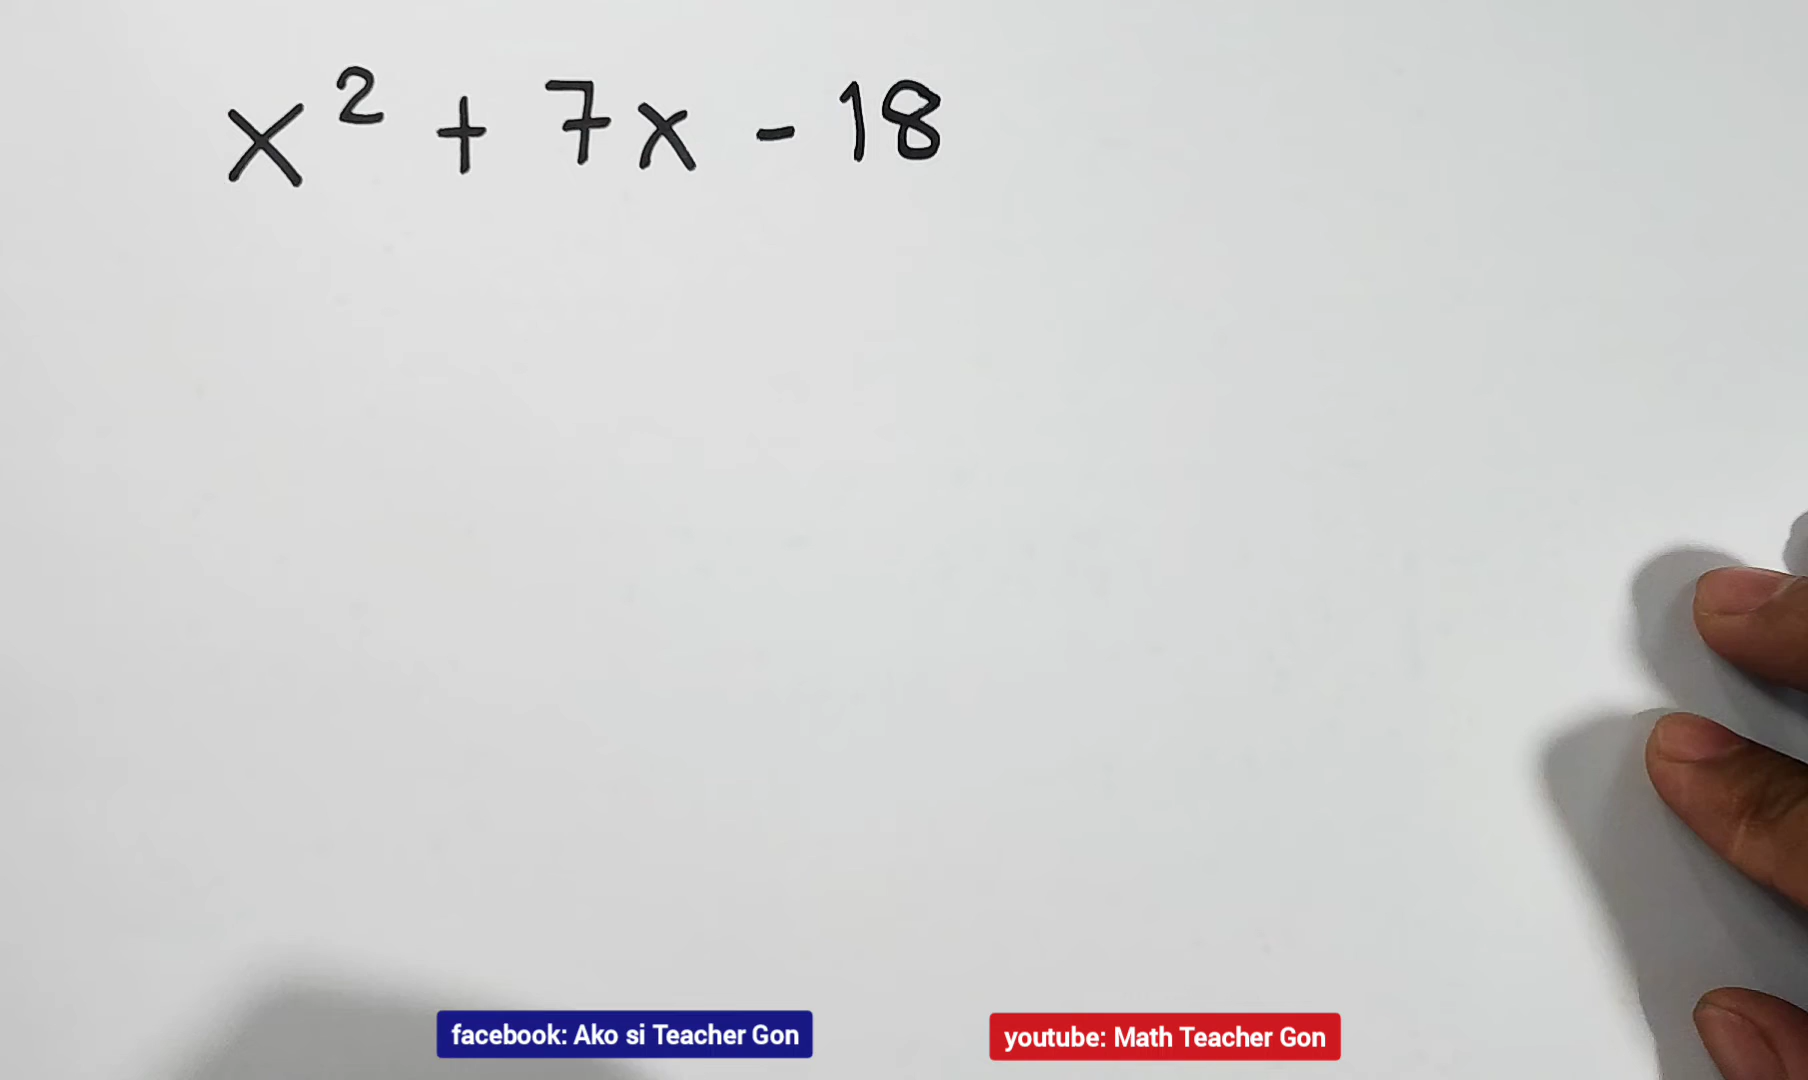 x² + 7x - 18
facebook: Ako si Teacher Gon
youtube: Math Teacher Gon